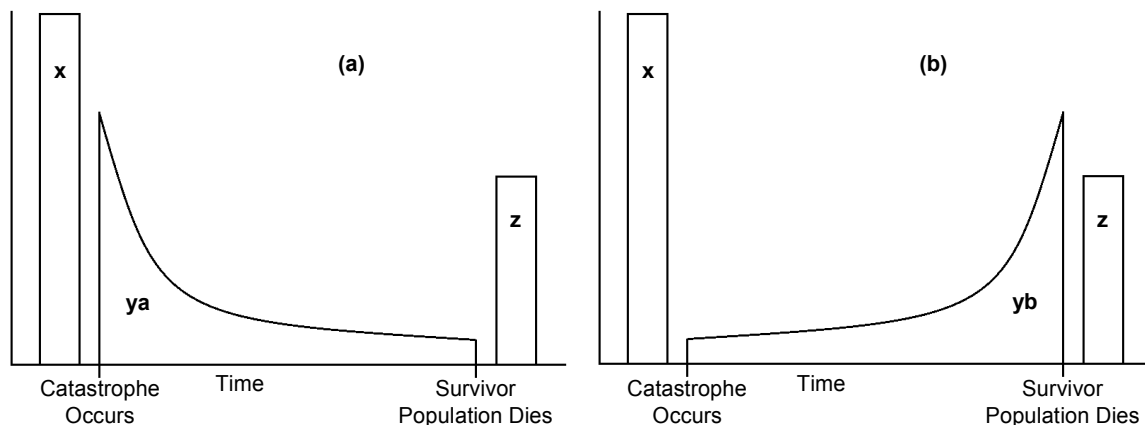 (a)
x
ya
z
Catastrophe
Occurs
Time
Survivor
Population Dies
(b)
x
yb
z
Catastrophe
Occurs
Time
Survivor
Population Dies